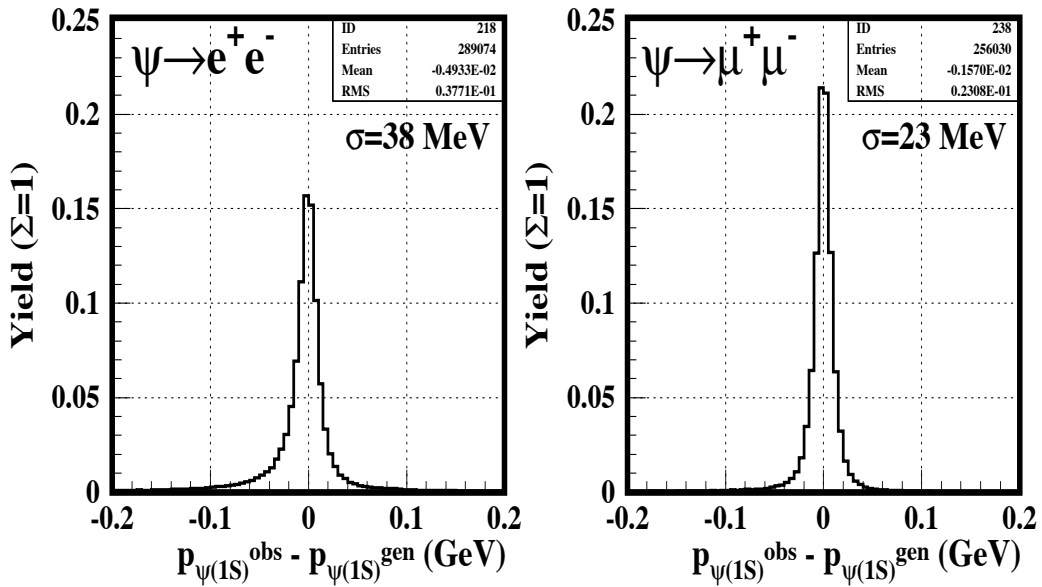 ψ→e⁺e⁻
ID 218
Entries 289074
Mean -0.4933E-02
RMS 0.3771E-01
σ=38 MeV
Yield (Σ=1)
0.25
0.2
0.15
0.1
0.05
0
-0.2 -0.1 0 0.1 0.2
p_ψ(1S)^obs - p_ψ(1S)^gen (GeV)
ψ→μ⁺μ⁻
ID 238
Entries 256030
Mean -0.1570E-02
RMS 0.2308E-01
σ=23 MeV
Yield (Σ=1)
0.25
0.2
0.15
0.1
0.05
0
-0.2 -0.1 0 0.1 0.2
p_ψ(1S)^obs - p_ψ(1S)^gen (GeV)